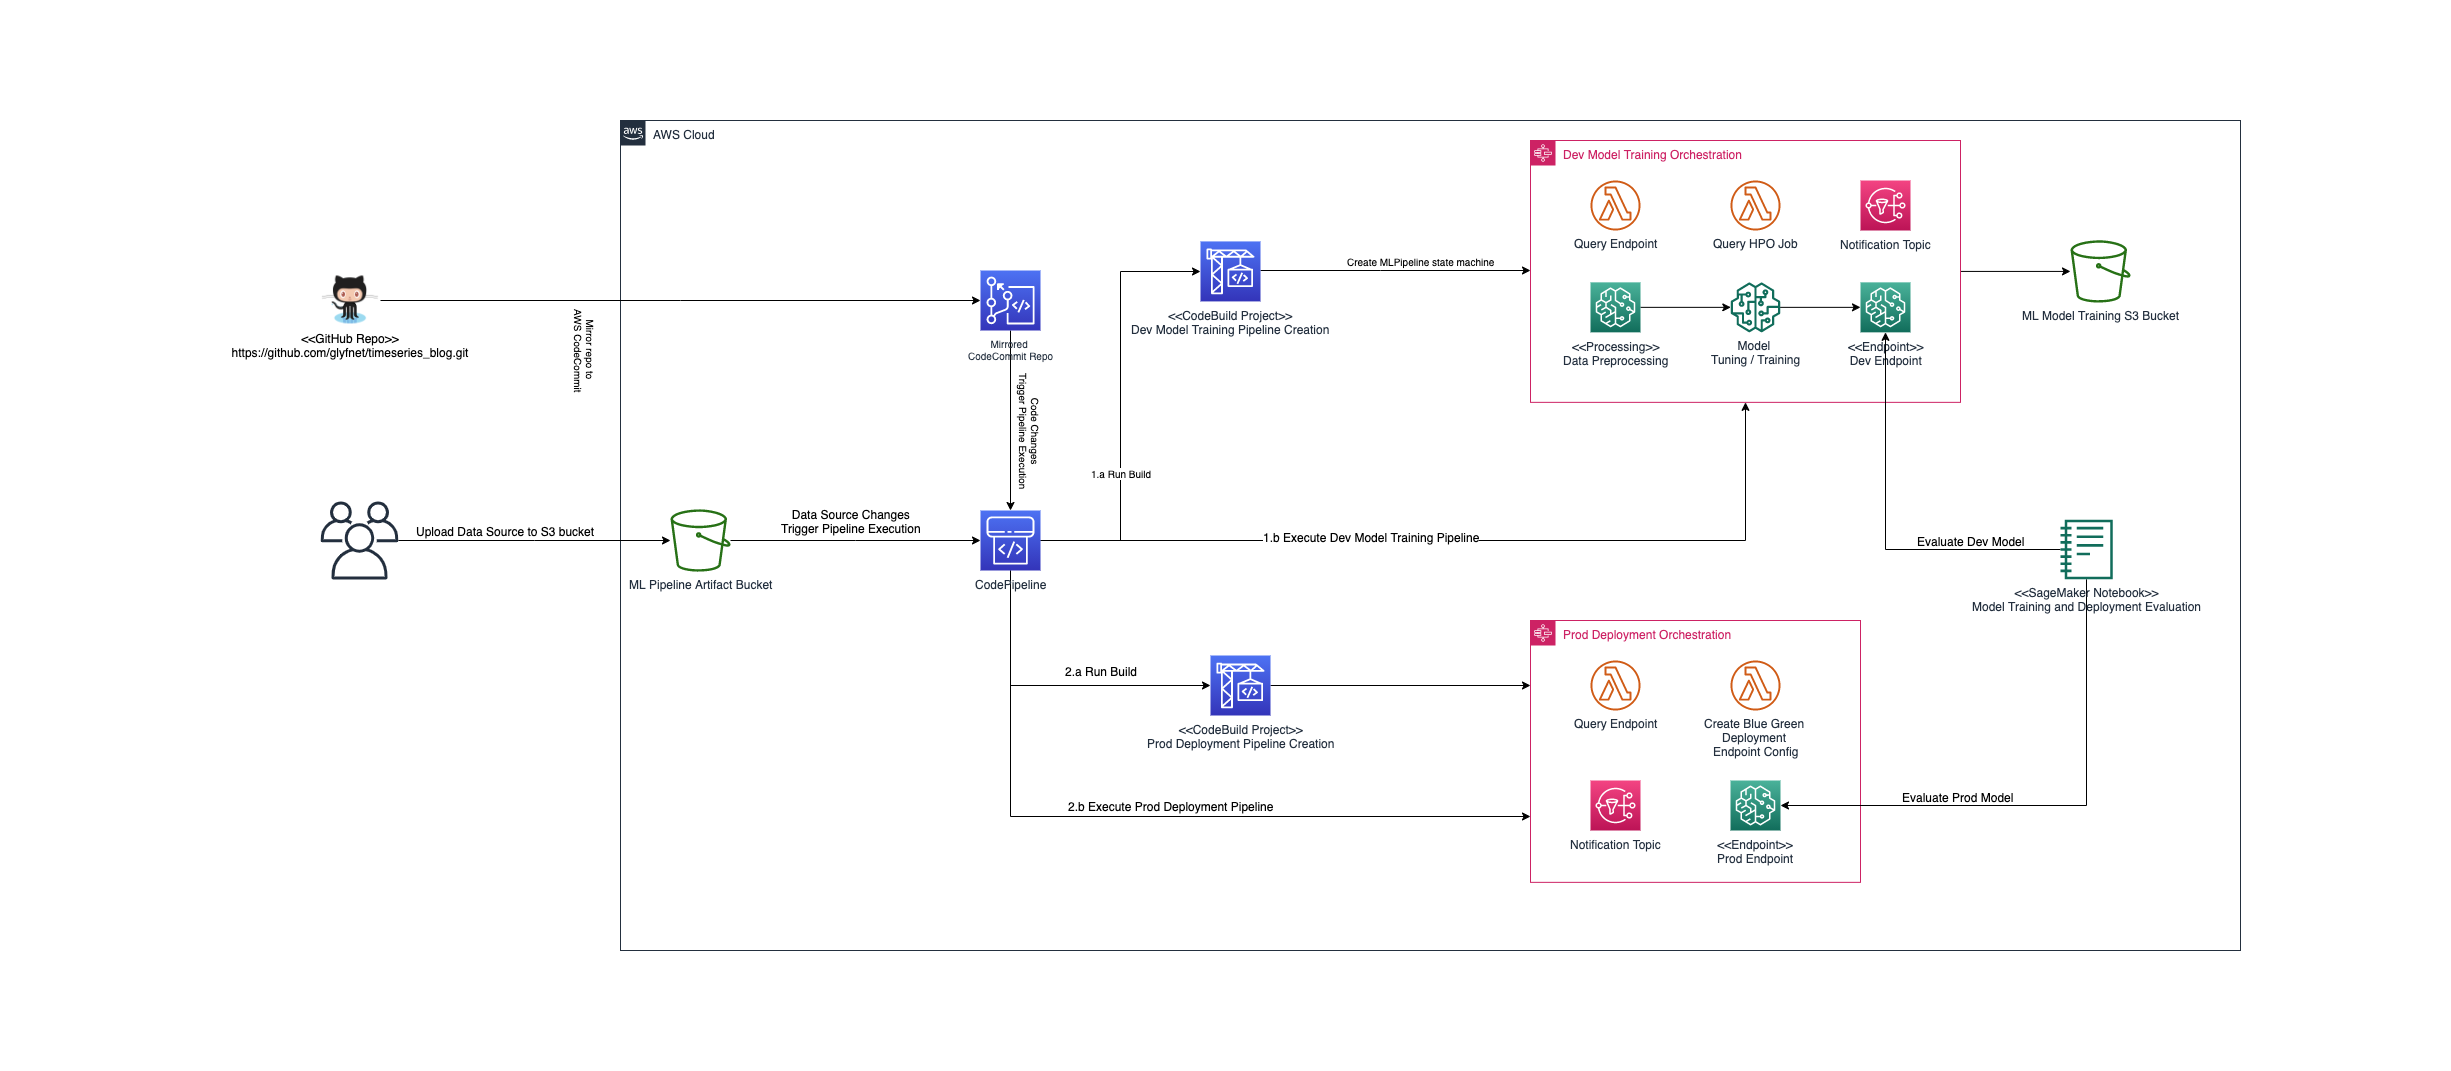 aws
AWS Cloud
Dev Model Training Orchestration
Query Endpoint
Query HPO Job
Notification Topic
Create MLPipeline state machine
<<GitHub Repo>>
https://github.com/glyfnet/timeseries_blog.git
Mirror repo to
AWS CodeCommit
Mirrored
CodeCommit Repo
<<CodeBuild Project>>
Dev Model Training Pipeline Creation
<<Processing>>
Data Preprocessing
Model
Tuning / Training
<<Endpoint>>
Dev Endpoint
ML Model Training S3 Bucket
Code Changes
Trigger Pipeline Execution
1.a Run Build
Upload Data Source to S3 bucket
Data Source Changes
Trigger Pipeline Execution
1.b Execute Dev Model Training Pipeline
Evaluate Dev Model
ML Pipeline Artifact Bucket
CodePipeline
<<SageMaker Notebook>>
Model Training and Deployment Evaluation
Prod Deployment Orchestration
2.a Run Build
<<CodeBuild Project>>
Prod Deployment Pipeline Creation
Query Endpoint
Create Blue Green
Deployment
Endpoint Config
2.b Execute Prod Deployment Pipeline
Evaluate Prod Model
Notification Topic
<<Endpoint>>
Prod Endpoint